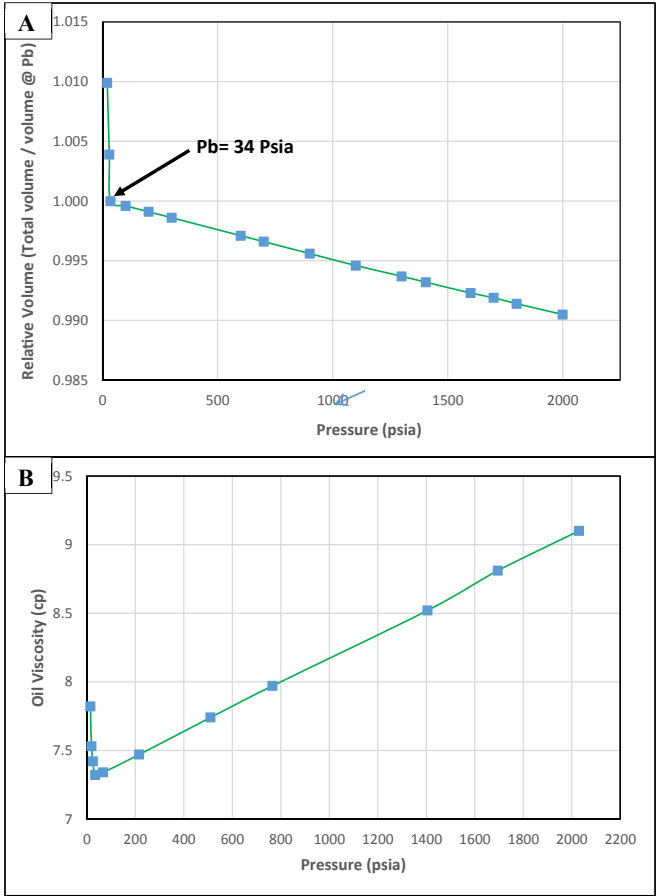 A
Relative Volume (Total volume / volume @ Pb)
1.015
1.010
1.005
1.000
0.995
0.990
0.985
Pb= 34 Psia
0 500 1000 1500 2000
Pressure (psia)
B
Oil Viscosity (cp)
9.5
9
8.5
8
7.5
7
0 200 400 600 800 1000 1200 1400 1600 1800 2000 2200
Pressure (psia)